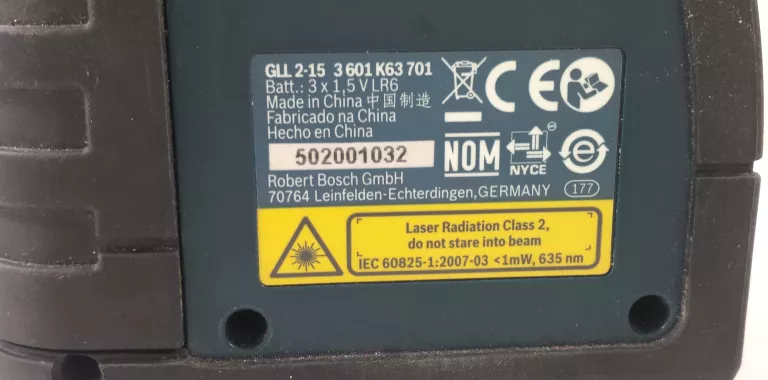 GLL 2-15 3 601 K63 701
Batt.: 3 x 1,5 V LR6
Made in China 中国制造
Fabricado na China
Hecho en China
502001032
Robert Bosch GmbH
70764 Leinfelden-Echterdingen, GERMANY
CE
NOM
NYCE
e
177
Laser Radiation Class 2,
do not stare into beam
IEC 60825-1:2007-03 <1mW, 635 nm